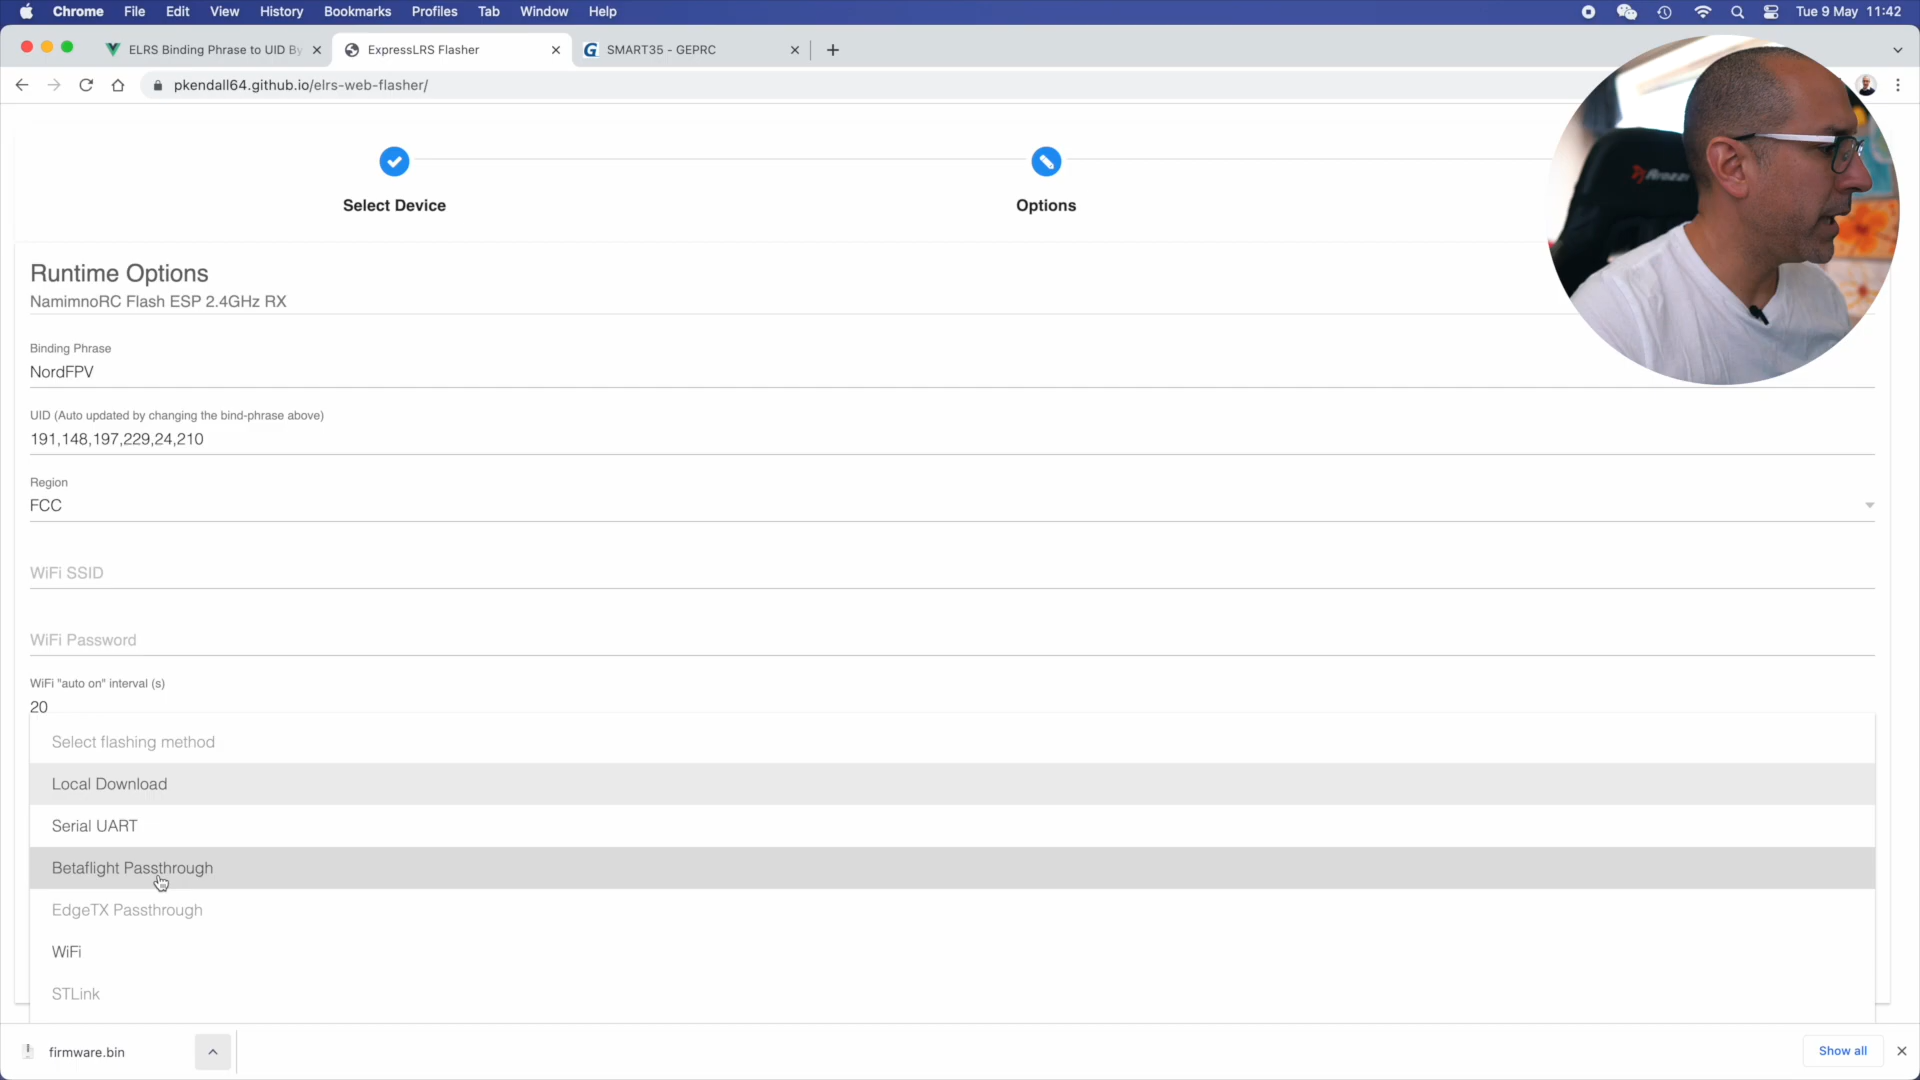 Chrome File Edit View History Bookmarks Profiles Tab Window Help Tue 9 May 11:42
ELRS Binding Phrase to UID By ExpressLRS Flasher SMART35 - GEPRC
pkendall64.github.io/elrs-web-flasher/
Select Device Options
Arozzi
Runtime Options
NamimnoRC Flash ESP 2.4GHz RX
Binding Phrase
NordFPV
UID (Auto updated by changing the bind-phrase above)
191,148,197,229,24,210
Region
FCC
WiFi SSID
WiFi Password
WiFi "auto on" interval (s)
20
Select flashing method
Local Download
Serial UART
Betaflight Passthrough
EdgeTX Passthrough
WiFi
STLink
firmware.bin Show all